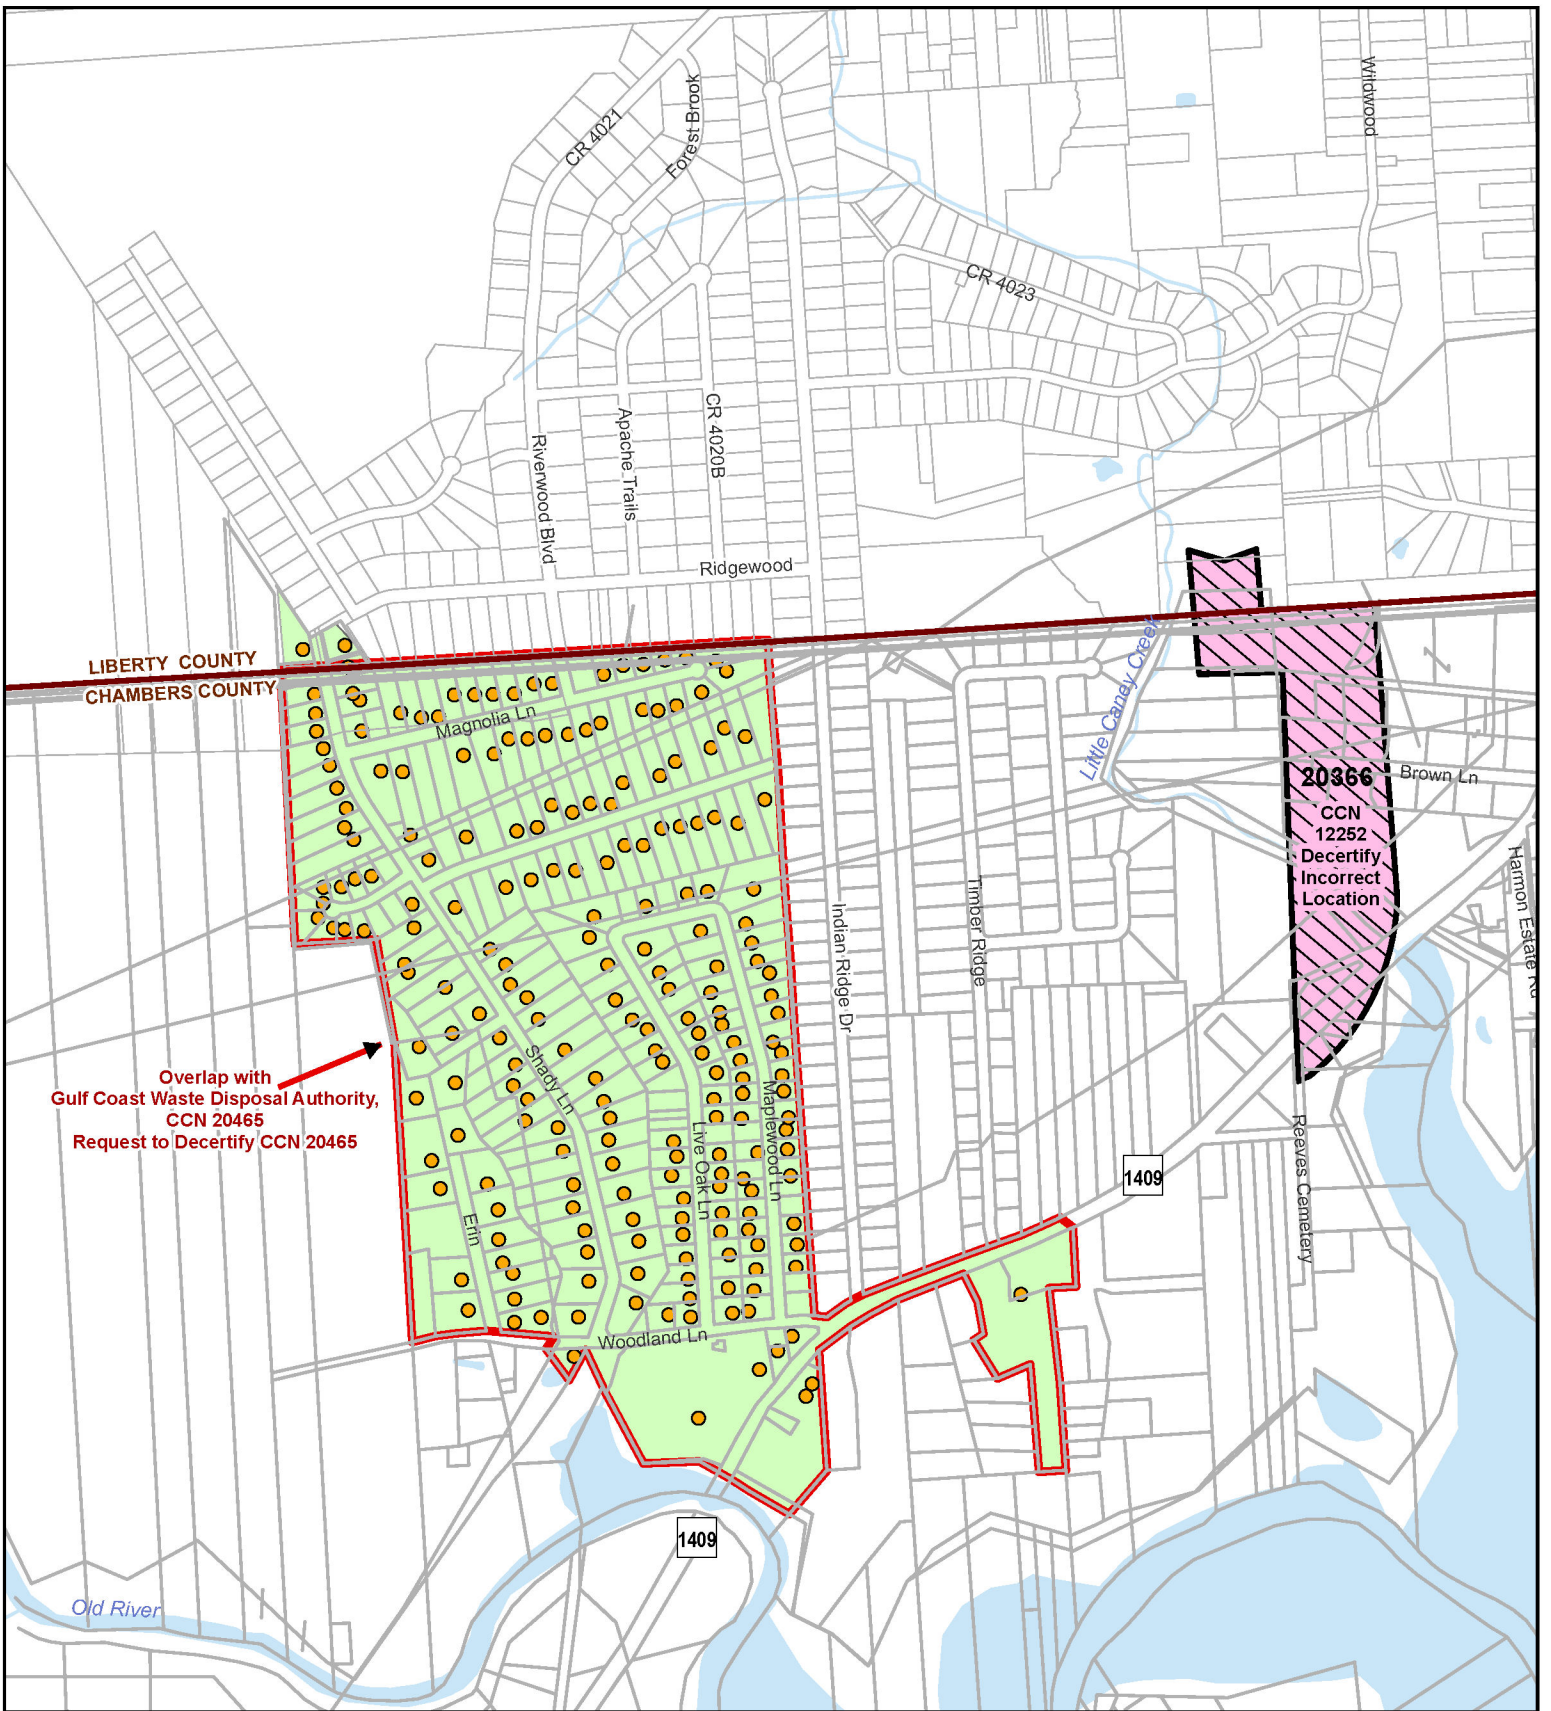 Wildwood
Forest Brook
CR 4021
CR 4023
CR 4020B
Apache Trails
Riverwood Blvd
Ridgewood
LIBERTY COUNTY
CHAMBERS COUNTY
Little Caney Creek
Magnolia Ln
20366
CCN
12252
Decertify
Incorrect
Location
Brown Ln
Harmon Estate Rd
Indian Ridge Dr
Timber Ridge
Overlap with
Gulf Coast Waste Disposal Authority,
CCN 20465
Request to Decertify CCN 20465
Shady Ln
Maplewood Ln
Live Oak Ln
Erin
Reeves Cemetery
1409
Woodland Ln
1409
Old River